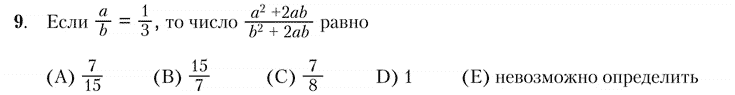 9. Если a/b = 1/3, то число (a² +2ab)/(b² + 2ab) равно
(A) 7/15 (B) 15/7 (C) 7/8 D) 1 (E) невозможно определить